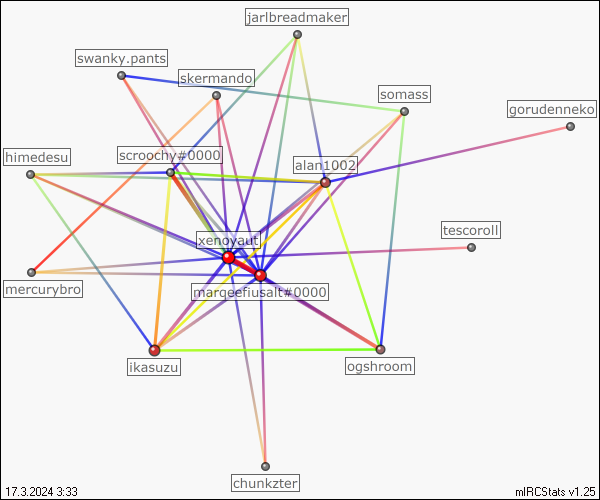 jarlbreadmaker
swanky.pants
skermando
somass
gorudenneko
himedesu
scroochy#0000
alan1002
xenoyaut
tescoroll
mercurybro
marqeefiusalt#0000
ikasuzu
ogshroom
chunkzter
17.3.2024 3:33
mIRCStats v1.25